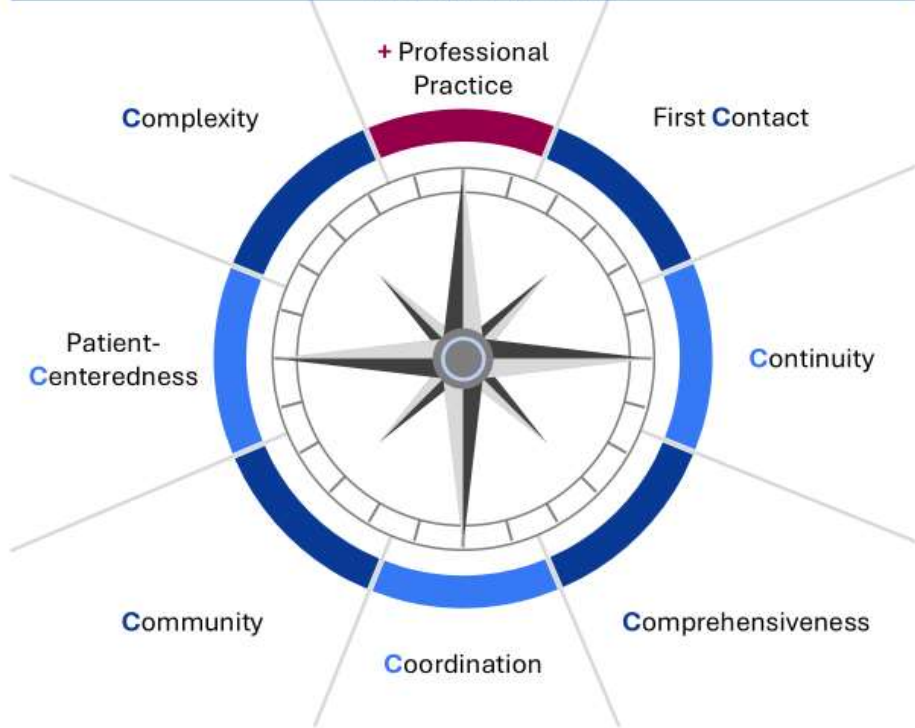 + Professional
Practice
Complexity
First Contact
Patient-
Centeredness
Continuity
Community
Comprehensiveness
Coordination